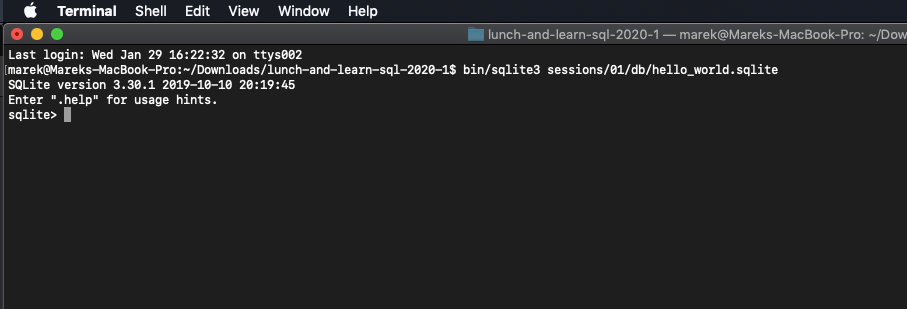 Terminal Shell Edit View Window Help
lunch-and-learn-sql-2020-1 — marek@Mareks-MacBook-Pro: ~/Dow
Last login: Wed Jan 29 16:22:32 on ttys002
[marek@Mareks-MacBook-Pro:~/Downloads/lunch-and-learn-sql-2020-1$ bin/sqlite3 sessions/01/db/hello_world.sqlite
SQLite version 3.30.1 2019-10-10 20:19:45
Enter ".help" for usage hints.
sqlite>